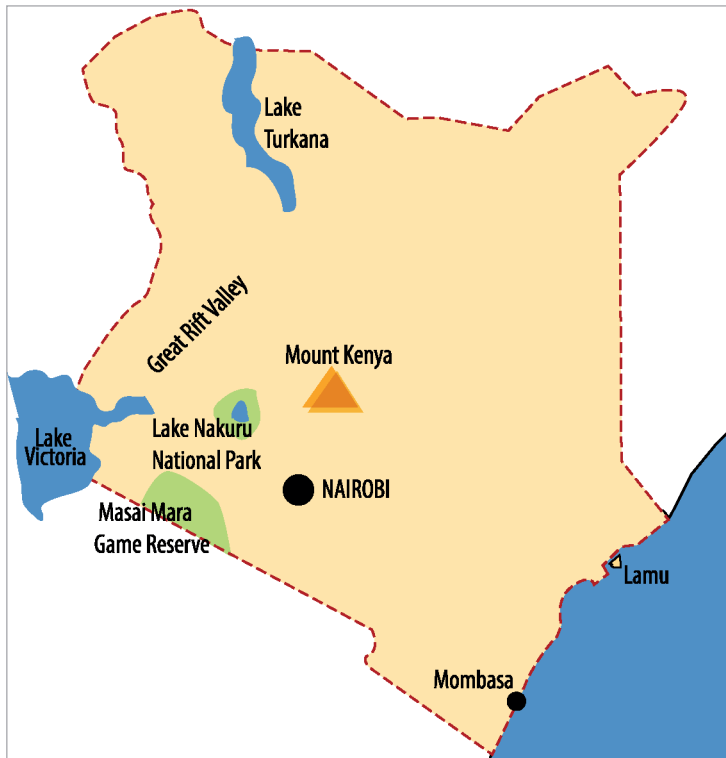 Lake
Turkana
Great Rift Valley
Mount Kenya
Lake
Victoria
Lake Nakuru
National Park
NAIROBI
Masai Mara
Game Reserve
Lamu
Mombasa